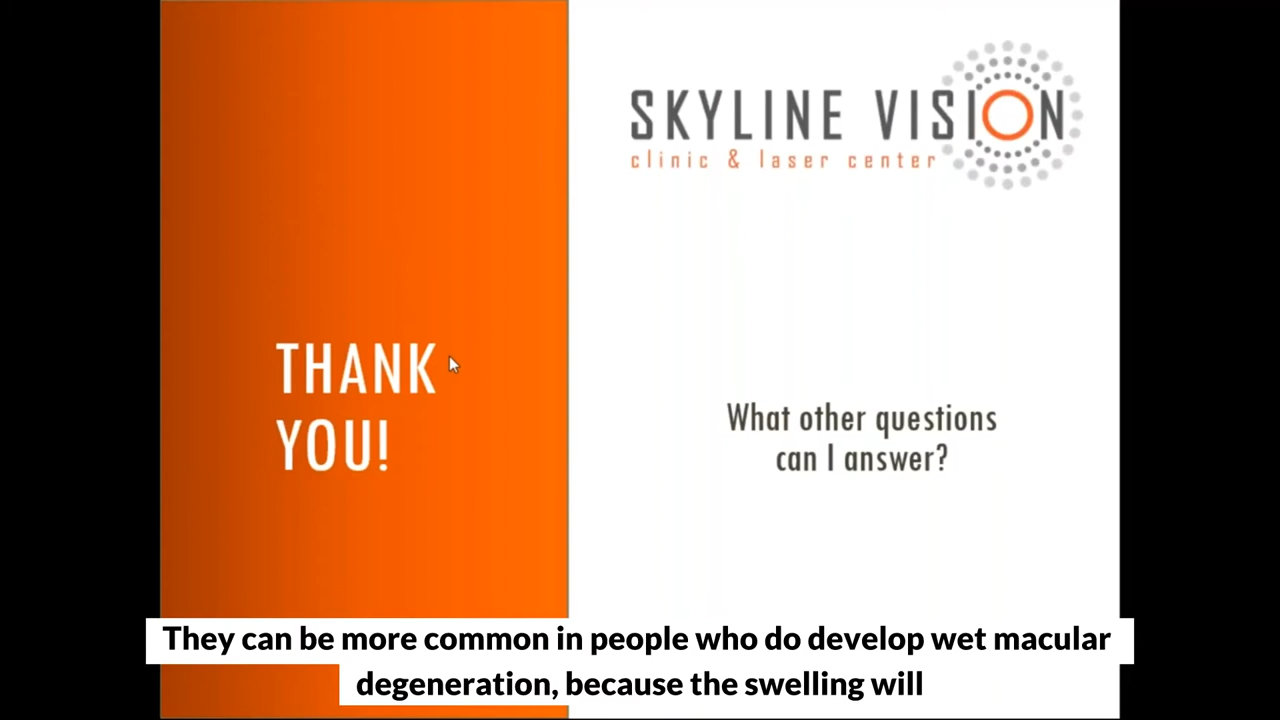 SKYLINE VISION
clinic & laser center
THANK
YOU!
What other questions
can I answer?
They can be more common in people who do develop wet macular
degeneration, because the swelling will